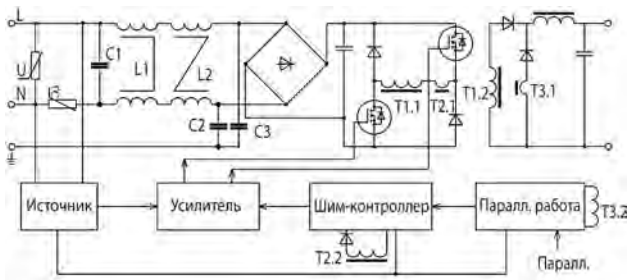 L
U
C1
L1
L2
N
C2
C3
T1.1
T2.1
T1.2
T3.1
Источник
Усилитель
Шим-контроллер
Паралл. работа
T3.2
T2.2
Паралл.